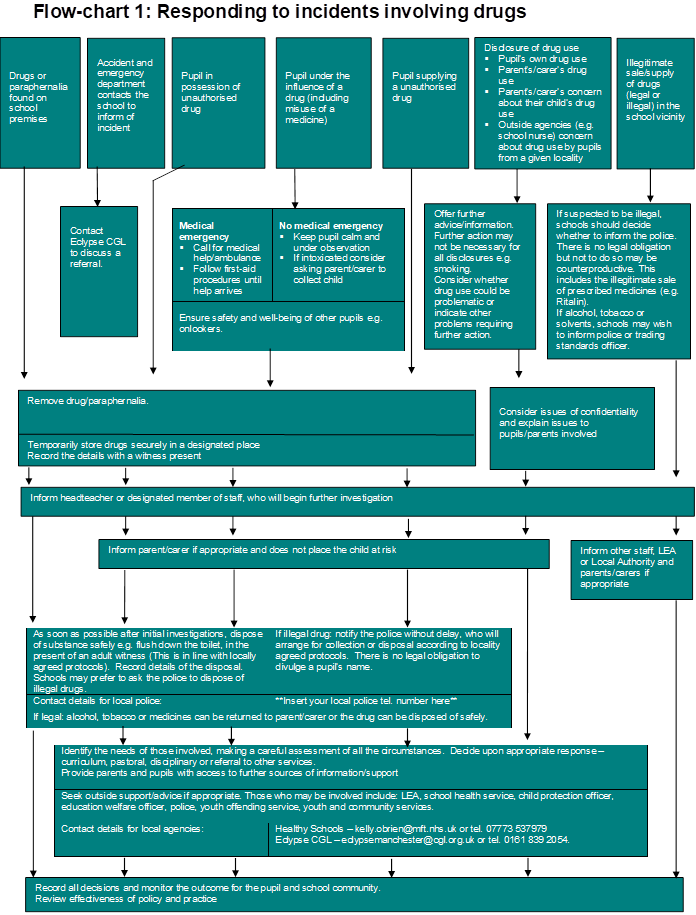 Flow-chart 1: Responding to incidents involving drugs
Drugs or
paraphernalia
found on
school
premises
Accident and
emergency
department
contacts the
school to
inform of
incident
Pupil in
possession of
unauthorised
drug
Pupil under the
influence of a
drug (including
misuse of a
medicine)
Pupil supplying
a unauthorised
drug
Disclosure of drug use
▪ Pupil's own drug use
▪ Parent's/carer's drug
use
▪ Parent's/carer's concern
about their child's drug
use
▪ Outside agencies (e.g.
school nurse) concern
about drug use by pupils
from a given locality
Illegitimate
sale/supply
of drugs
(legal or
illegal) in the
school vicinity
Contact
Eclypse CGL
to discuss a
referral.
Medical
emergency
▪ Call for medical
help/ambulance
▪ Follow first-aid
procedures until
help arrives
No medical emergency
▪ Keep pupil calm and
under observation
▪ If intoxicated consider
asking parent/carer to
collect child
Ensure safety and well-being of other pupils e.g.
onlookers.
Offer further
advice/information.
Further action may
not be necessary for
all disclosures e.g.
smoking.
Consider whether
drug use could be
problematic or
indicate other
problems requiring
further action.
If suspected to be illegal,
schools should decide
whether to inform the police.
There is no legal obligation
but not to do so may be
counterproductive. This
includes the illegitimate sale
of prescribed medicines (e.g.
Ritalin).
If alcohol, tobacco or
solvents, schools may wish
to inform police or trading
standards officer.
Remove drug/paraphernalia.
Temporarily store drugs securely in a designated place
Record the details with a witness present
Consider issues of confidentiality
and explain issues to
pupils/parents involved
Inform headteacher or designated member of staff, who will begin further investigation
Inform parent/carer if appropriate and does not place the child at risk
Inform other staff, LEA
or Local Authority and
parents/carers if
appropriate
As soon as possible after initial investigations, dispose
of substance safely e.g. flush down the toilet, in the
present of an adult witness (This is in line with locally
agreed protocols). Record details of the disposal.
Schools may prefer to ask the police to dispose of
illegal drugs.
If illegal drug: notify the police without delay, who will
arrange for collection or disposal according to locality
agreed protocols. There is no legal obligation to
divulge a pupil's name.
Contact details for local police: **Insert your local police tel. number here**
If legal: alcohol, tobacco or medicines can be returned to parent/carer or the drug can be disposed of safely.
Identify the needs of those involved, making a careful assessment of all the circumstances. Decide upon appropriate response –
curriculum, pastoral, disciplinary or referral to other services.
Provide parents and pupils with access to further sources of information/support
Seek outside support/advice if appropriate. Those who may be involved include: LEA, school health service, child protection officer,
education welfare officer, police, youth offending service, youth and community services.
Contact details for local agencies: Healthy Schools – kelly.obrien@mft.nhs.uk or tel. 07773 537979
Eclypse CGL – eclypsemanchester@cgl.org.uk or tel. 0161 839 2054.
Record all decisions and monitor the outcome for the pupil and school community.
Review effectiveness of policy and practice